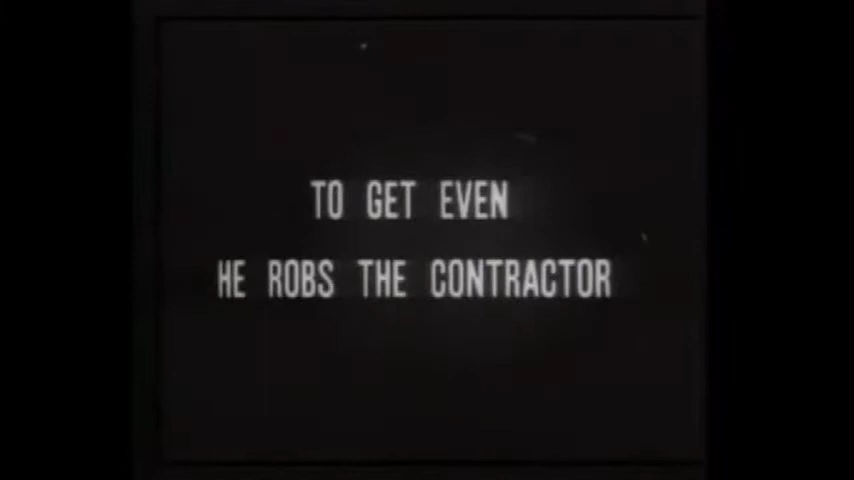 TO GET EVEN
HE ROBS THE CONTRACTOR